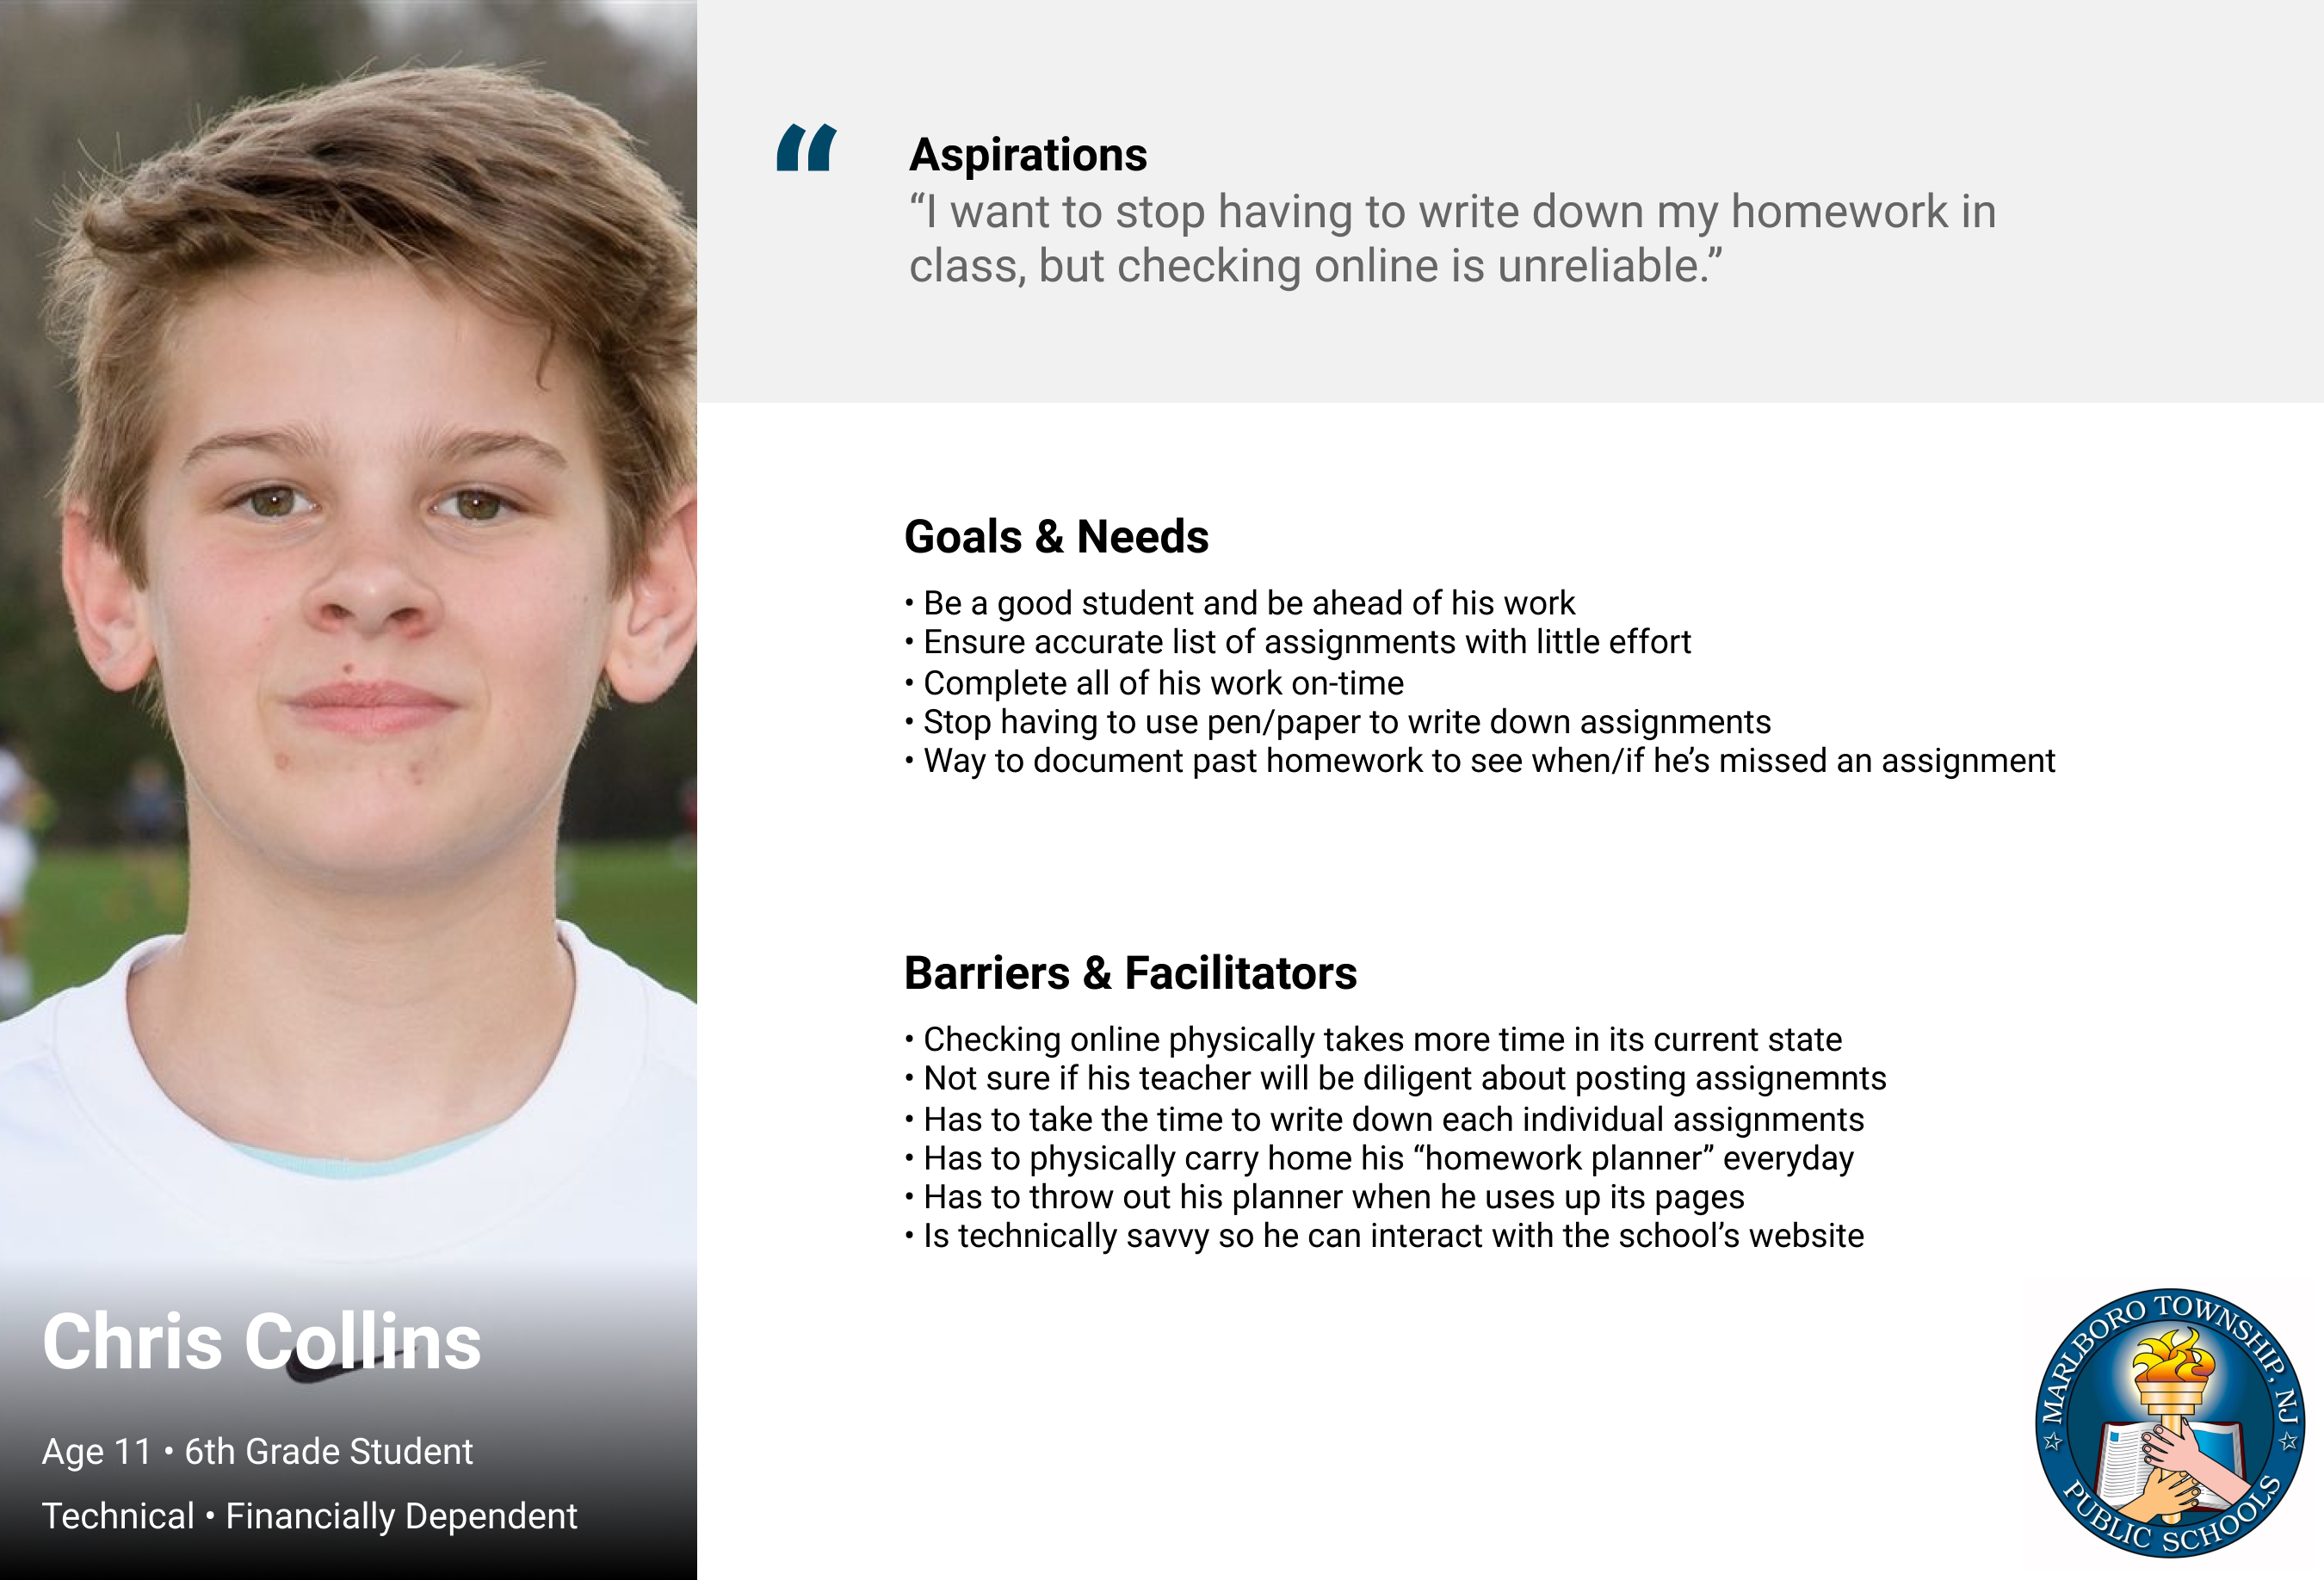 “
Aspirations
“I want to stop having to write down my homework in
class, but checking online is unreliable.”
Goals & Needs
• Be a good student and be ahead of his work
• Ensure accurate list of assignments with little effort
• Complete all of his work on-time
• Stop having to use pen/paper to write down assignments
• Way to document past homework to see when/if he’s missed an assignment
Barriers & Facilitators
• Checking online physically takes more time in its current state
• Not sure if his teacher will be diligent about posting assignemnts
• Has to take the time to write down each individual assignments
• Has to physically carry home his “homework planner” everyday
• Has to throw out his planner when he uses up its pages
• Is technically savvy so he can interact with the school’s website
Chris Collins
Age 11 • 6th Grade Student
Technical • Financially Dependent
MARLBORO TOWNSHIP, NJ
PUBLIC SCHOOLS